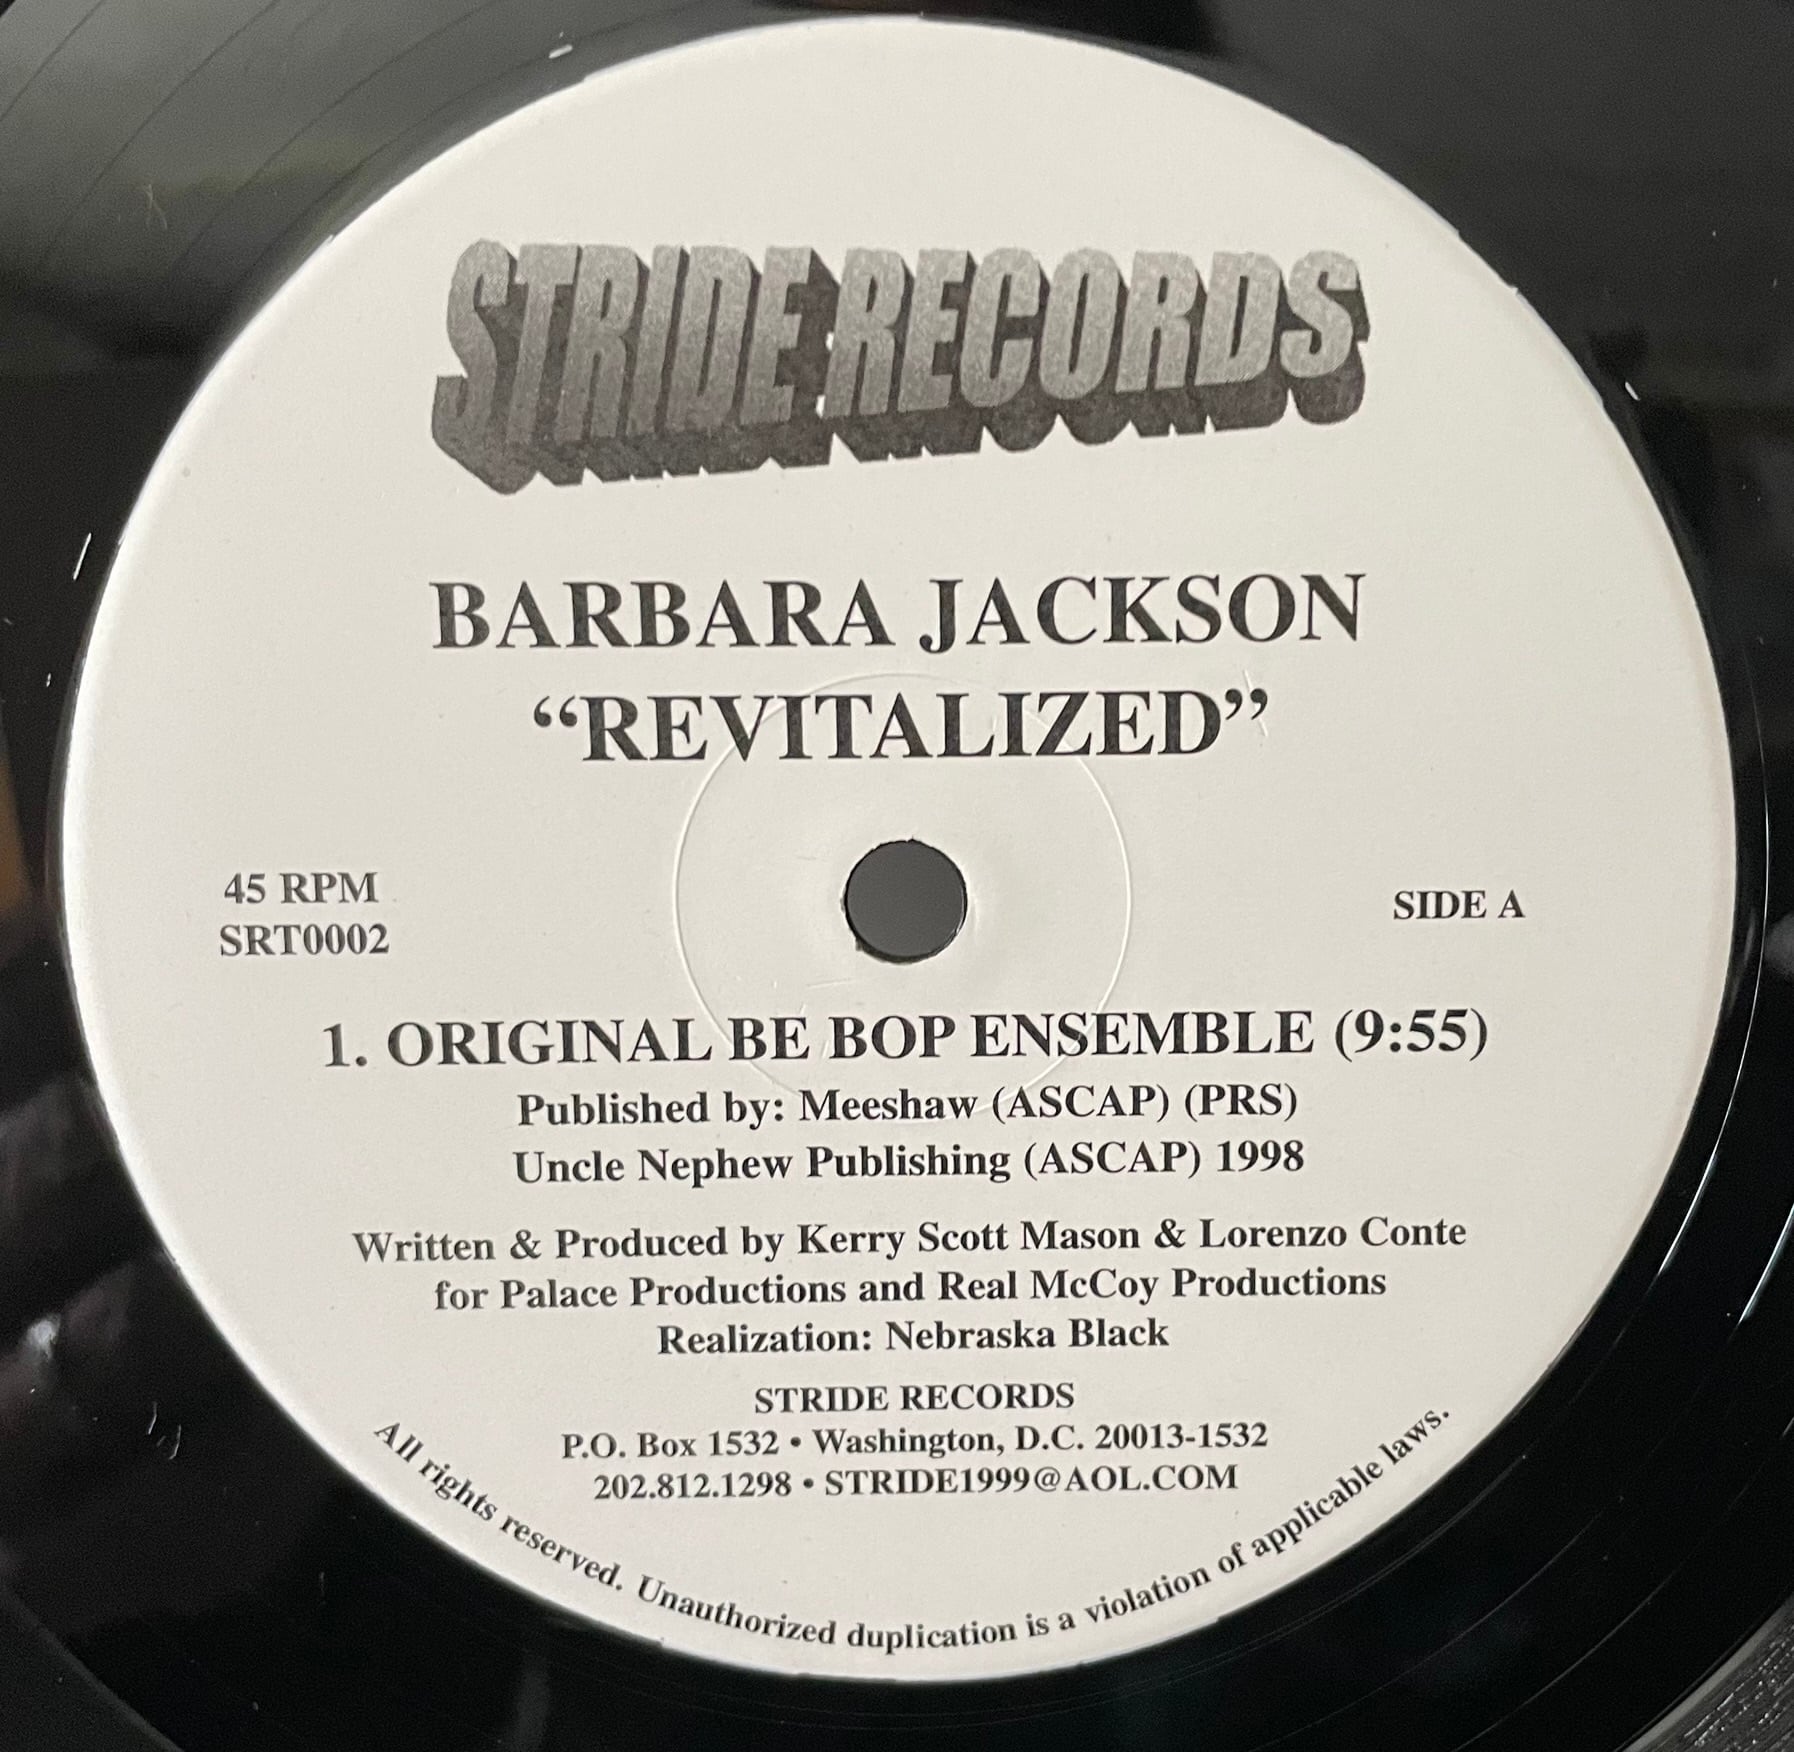 STRIDE RECORDS
BARBARA JACKSON
“REVITALIZED”
45 RPM
SRT0002
SIDE A
1. ORIGINAL BE BOP ENSEMBLE (9:55)
Published by: Meeshaw (ASCAP) (PRS)
Uncle Nephew Publishing (ASCAP) 1998
Written & Produced by Kerry Scott Mason & Lorenzo Conte
for Palace Productions and Real McCoy Productions
Realization: Nebraska Black
STRIDE RECORDS
P.O. Box 1532 • Washington, D.C. 20013-1532
202.812.1298 • STRIDE1999@AOL.COM
All rights reserved. Unauthorized duplication is a violation of applicable laws.